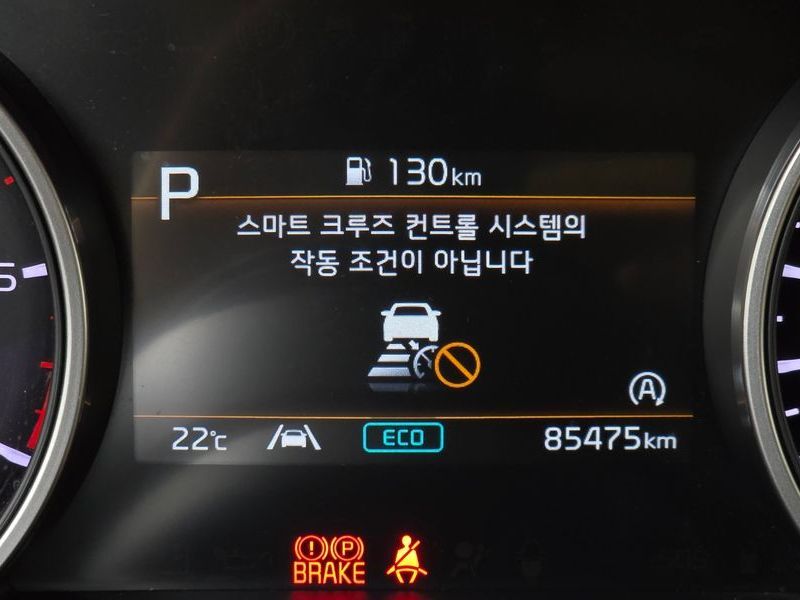 130km
P
스마트 크루즈 컨트롤 시스템의
작동 조건이 아닙니다
5
A
22℃ ECO 85475km
! P
BRAKE